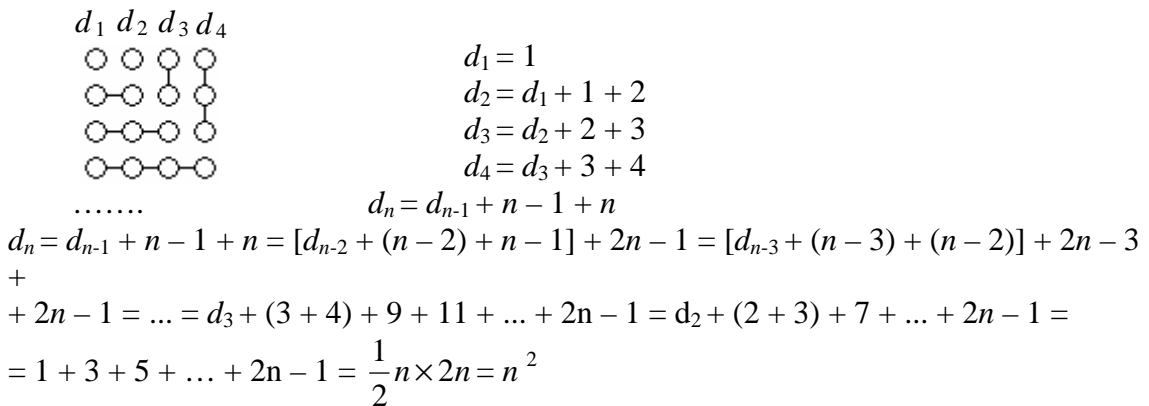 d1 d2 d3 d4
d1 = 1
d2 = d1 + 1 + 2
d3 = d2 + 2 + 3
d4 = d3 + 3 + 4
……. dn = dn-1 + n – 1 + n
dn = dn-1 + n – 1 + n = [dn-2 + (n – 2) + n – 1] + 2n – 1 = [dn-3 + (n – 3) + (n – 2)] + 2n – 3
+
+ 2n – 1 = ... = d3 + (3 + 4) + 9 + 11 + ... + 2n – 1 = d2 + (2 + 3) + 7 + ... + 2n – 1 =
= 1 + 3 + 5 + … + 2n – 1 = 1/2 n × 2n = n²